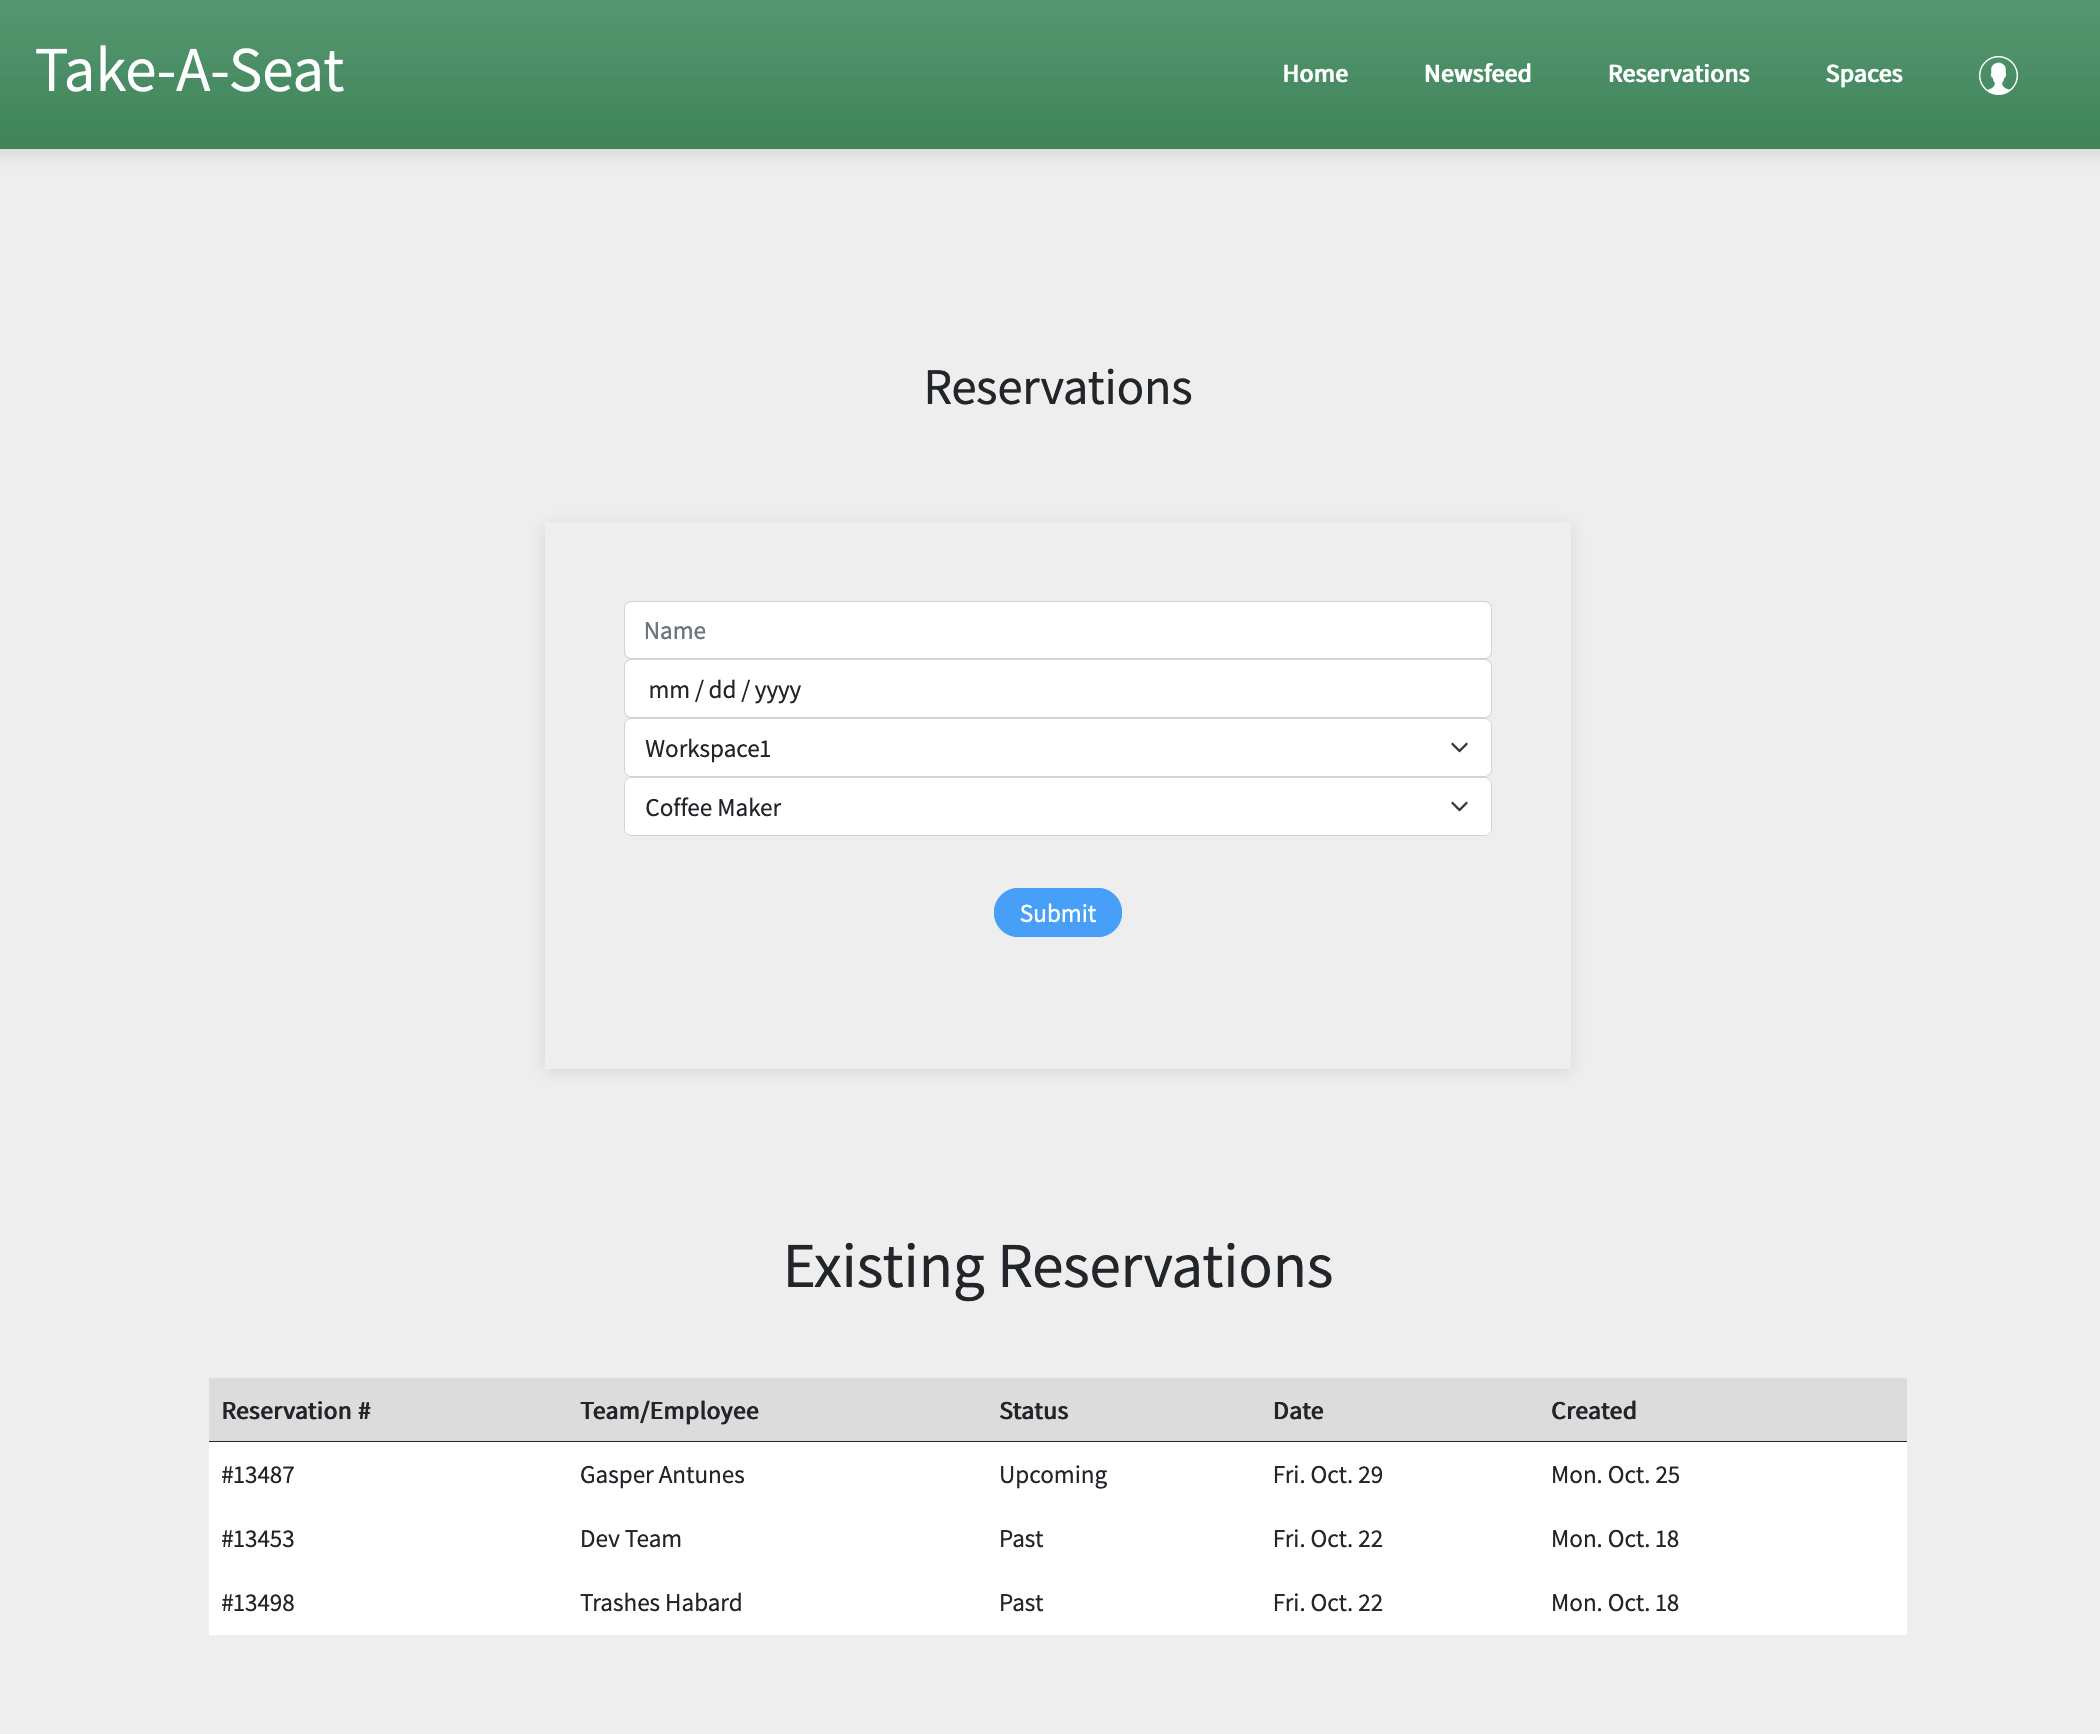 Take-A-Seat
Home Newsfeed Reservations Spaces
Reservations
Name
mm / dd / yyyy
Workspace1
Coffee Maker
Submit
Existing Reservations
Reservation # Team/Employee Status Date Created
#13487 Gasper Antunes Upcoming Fri. Oct. 29 Mon. Oct. 25
#13453 Dev Team Past Fri. Oct. 22 Mon. Oct. 18
#13498 Trashes Habard Past Fri. Oct. 22 Mon. Oct. 18